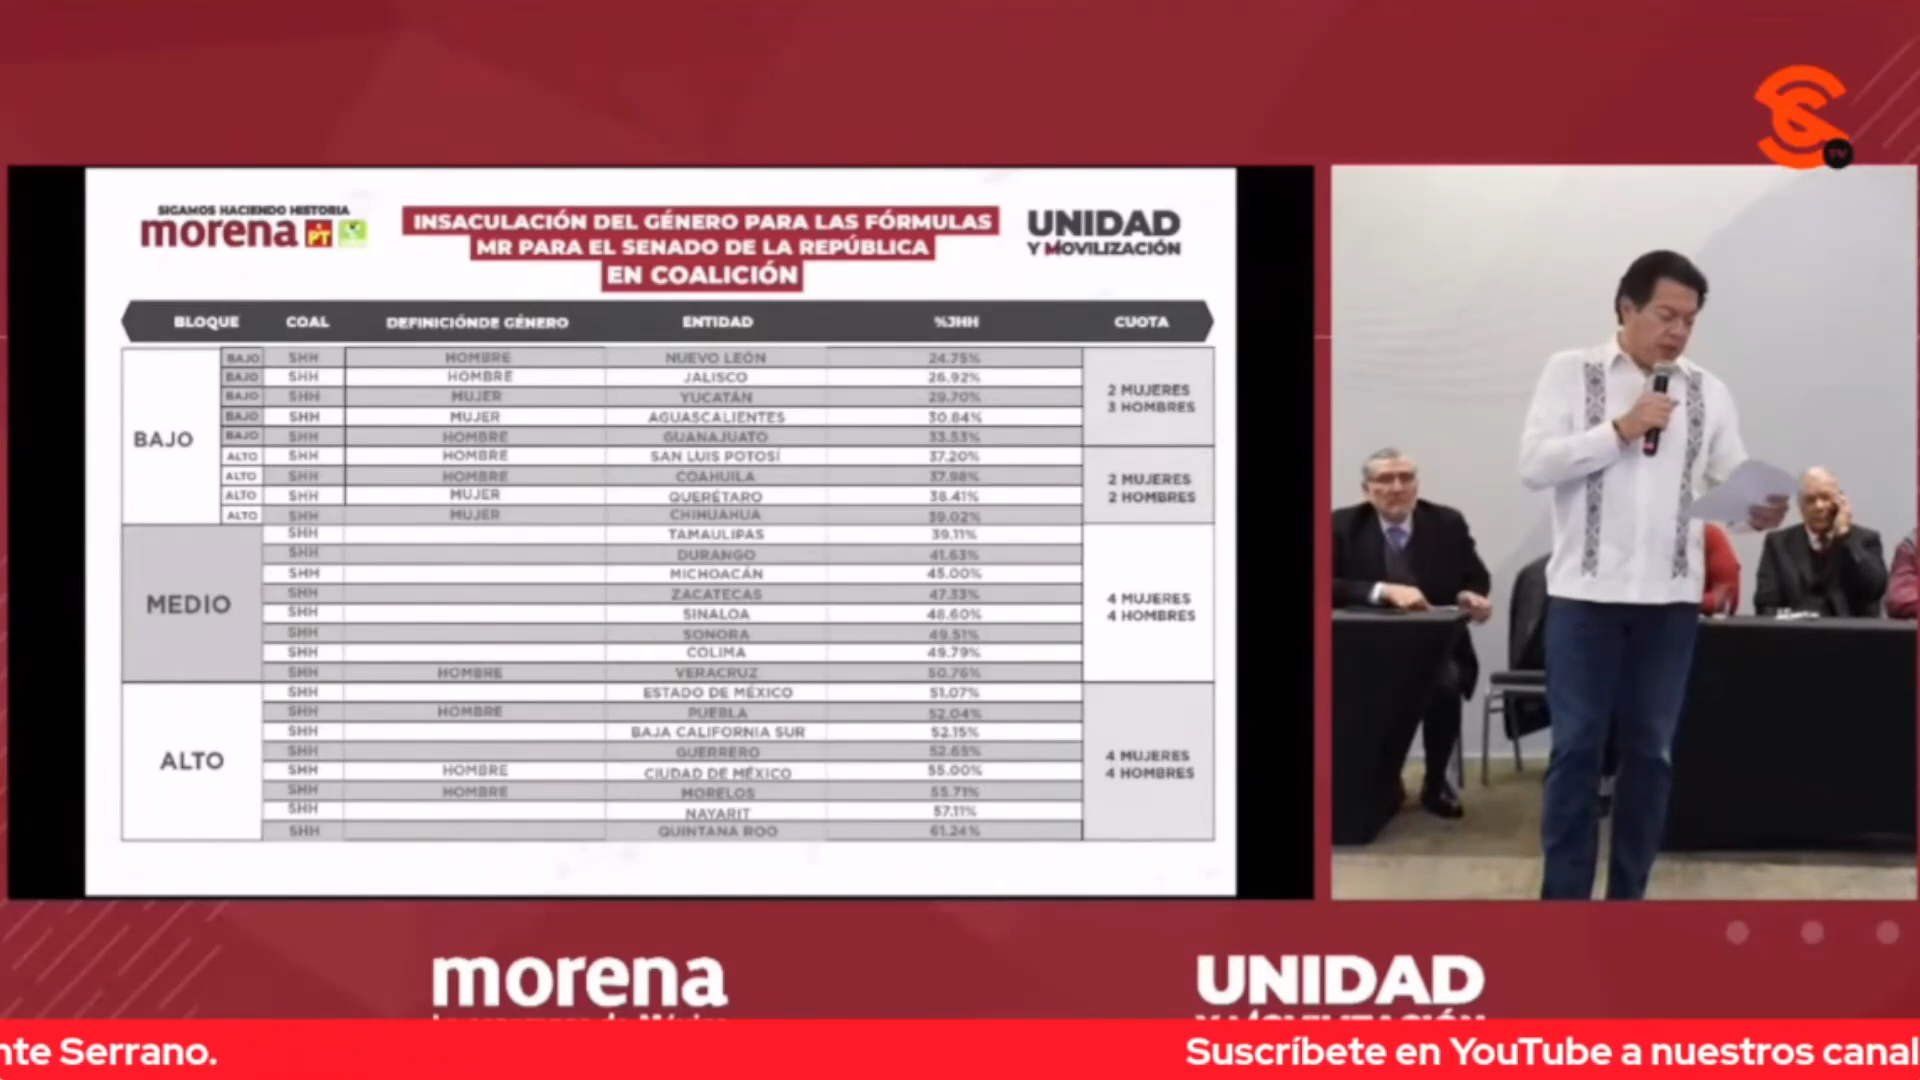 TV
SIGAMOS HACIENDO HISTORIA
morena PT
INSACULACIÓN DEL GÉNERO PARA LAS FÓRMULAS
MR PARA EL SENADO DE LA REPÚBLICA
EN COALICIÓN
UNIDAD
Y MOVILIZACIÓN
BLOQUE COAL DEFINICIÓNDE GÉNERO ENTIDAD %JHH CUOTA
BAJO
BAJO SHH HOMBRE NUEVO LEÓN 24.75%
BAJO SHH HOMBRE JALISCO 26.92%
BAJO SHH MUJER YUCATÁN 29.70%
BAJO SHH MUJER AGUASCALIENTES 30.84%
BAJO SHH HOMBRE GUANAJUATO 33.53%
2 MUJERES
3 HOMBRES
ALTO SHH HOMBRE SAN LUIS POTOSÍ 37.20%
ALTO SHH HOMBRE COAHUILA 37.98%
ALTO SHH MUJER QUERÉTARO 38.41%
ALTO SHH MUJER CHIHUAHUA 39.02%
2 MUJERES
2 HOMBRES
MEDIO
SHH TAMAULIPAS 39.11%
SHH DURANGO 41.63%
SHH MICHOACÁN 45.00%
SHH ZACATECAS 47.33%
SHH SINALOA 48.60%
SHH SONORA 49.51%
SHH COLIMA 49.79%
SHH HOMBRE VERACRUZ 50.76%
4 MUJERES
4 HOMBRES
ALTO
SHH ESTADO DE MÉXICO 51.07%
SHH HOMBRE PUEBLA 52.04%
SHH BAJA CALIFORNIA SUR 52.15%
SHH GUERRERO 52.65%
SHH HOMBRE CIUDAD DE MÉXICO 55.00%
SHH HOMBRE MORELOS 55.71%
SHH NAYARIT 57.11%
SHH QUINTANA ROO 61.24%
4 MUJERES
4 HOMBRES
morena
UNIDAD
Y MOVILIZACIÓN
nte Serrano.
Suscríbete en YouTube a nuestros canal